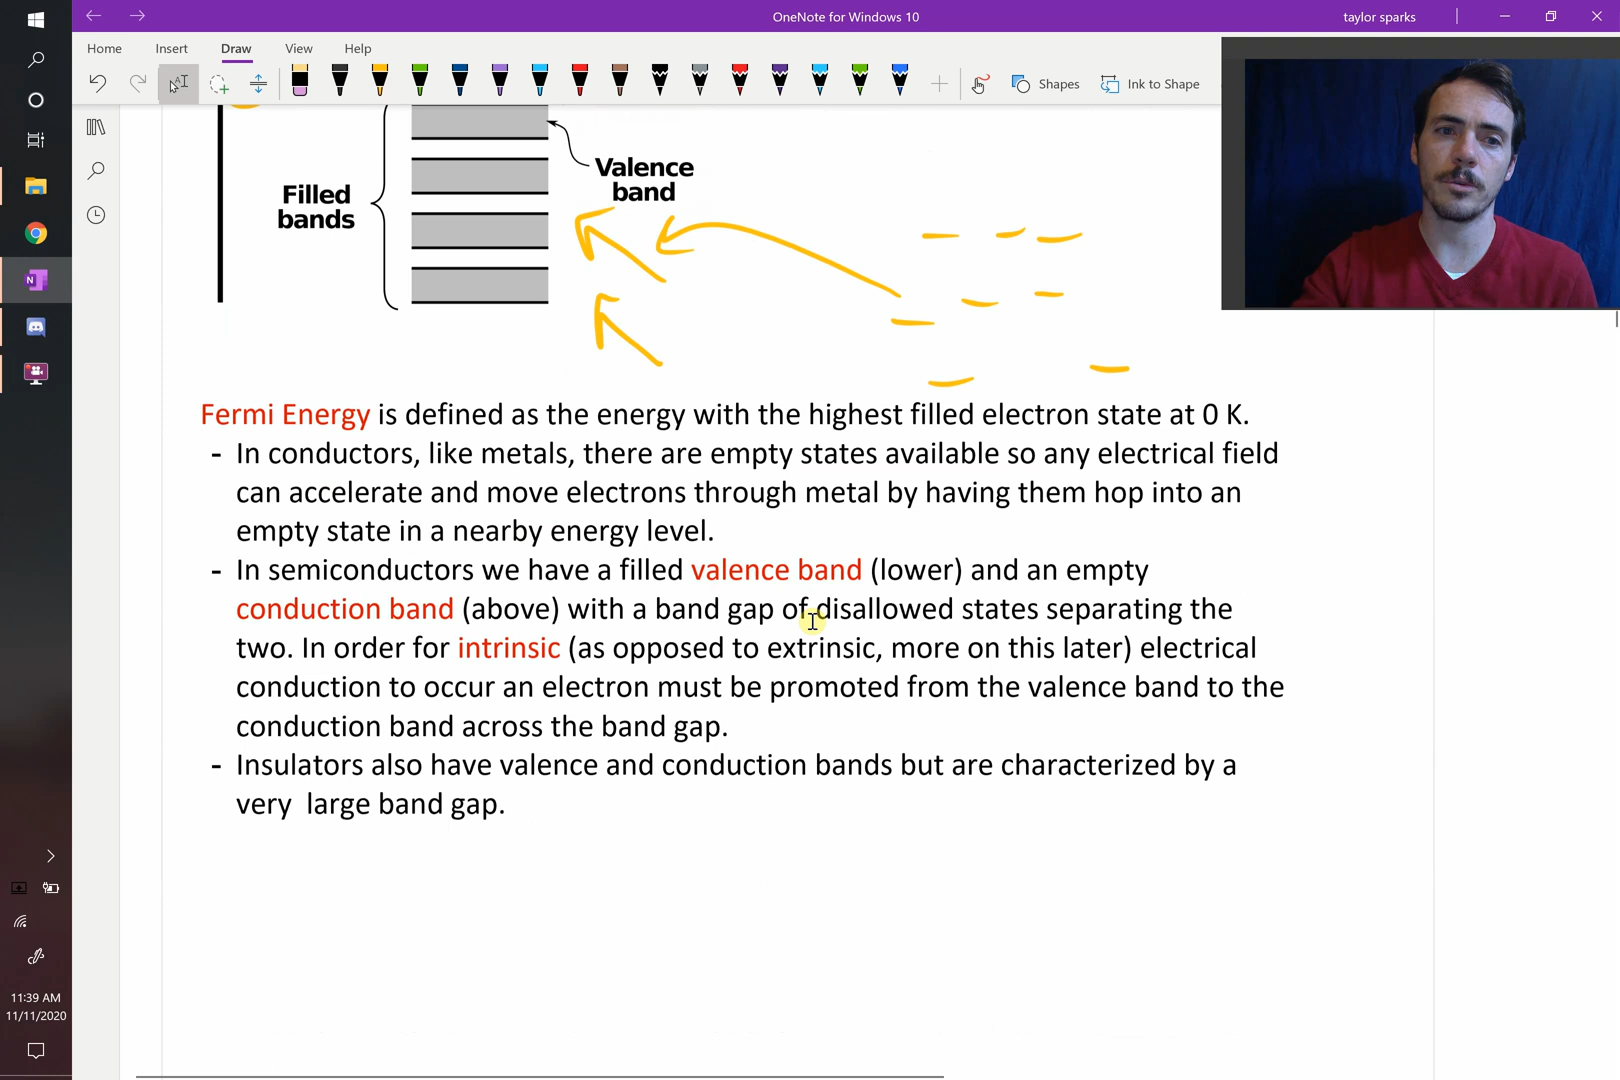 OneNote for Windows 10
taylor sparks
Home Insert Draw View Help
Shapes
Ink to Shape
Valence
band
Filled
bands
Fermi Energy is defined as the energy with the highest filled electron state at 0 K.
- In conductors, like metals, there are empty states available so any electrical field
can accelerate and move electrons through metal by having them hop into an
empty state in a nearby energy level.
- In semiconductors we have a filled valence band (lower) and an empty
conduction band (above) with a band gap of disallowed states separating the
two. In order for intrinsic (as opposed to extrinsic, more on this later) electrical
conduction to occur an electron must be promoted from the valence band to the
conduction band across the band gap.
- Insulators also have valence and conduction bands but are characterized by a
very large band gap.
11:39 AM
11/11/2020